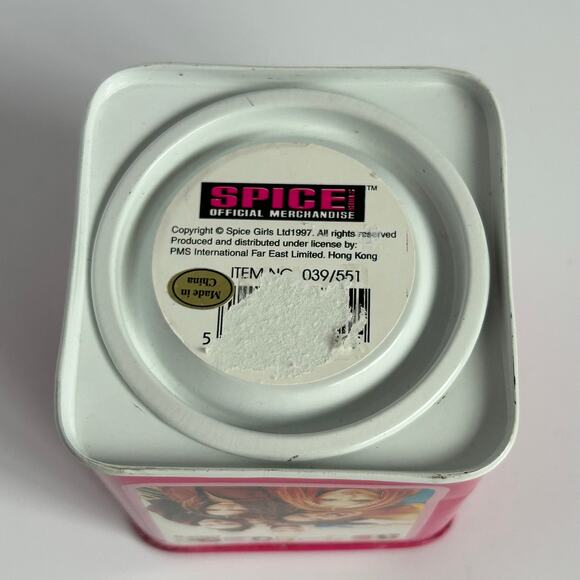 SPICE GIRLS ™
OFFICIAL MERCHANDISE
Copyright © Spice Girls Ltd1997. All rights reserved
Produced and distributed under license by:
PMS International Far East Limited. Hong Kong
ITEM NO. 039/551
Made in
China
5